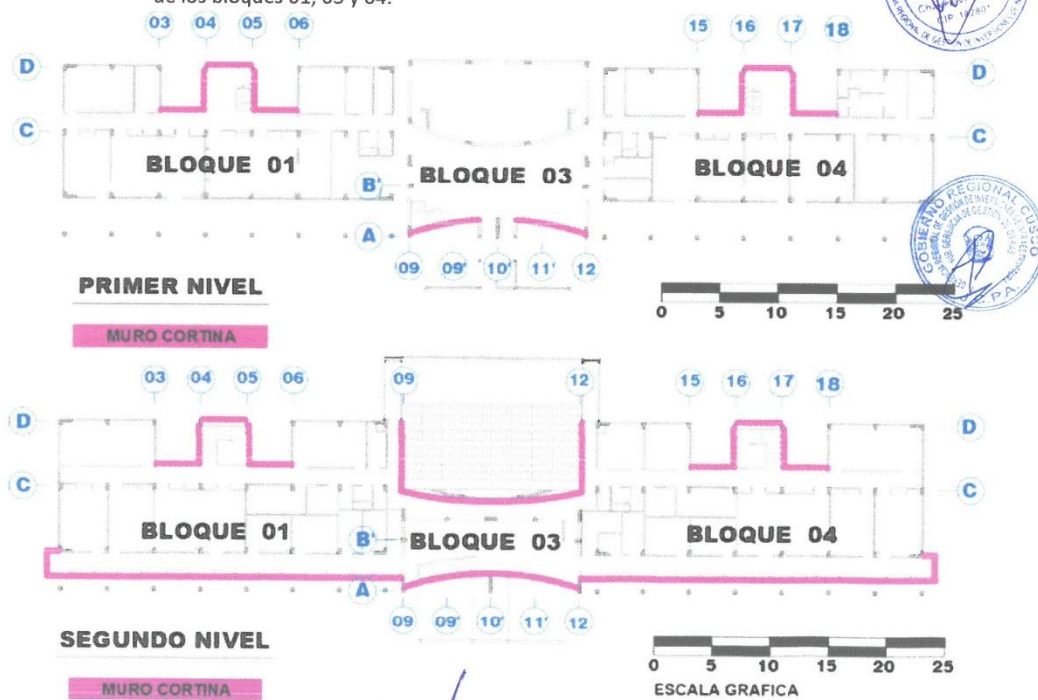 de los bloques 01, 03 y 04.
03 04 05 06
15 16 17 18
D D
C C
BLOQUE 01
BLOQUE 03
BLOQUE 04
B'
A
09 09' 10' 11' 12
PRIMER NIVEL
MURO CORTINA
0 5 10 15 20 25
GOBIERNO REGIONAL CUSCO
03 04 05 06
09 12
15 16 17 18
D D
C C
BLOQUE 01
BLOQUE 03
BLOQUE 04
B'
A
09 09' 10' 11' 12
SEGUNDO NIVEL
MURO CORTINA
0 5 10 15 20 25
ESCALA GRAFICA